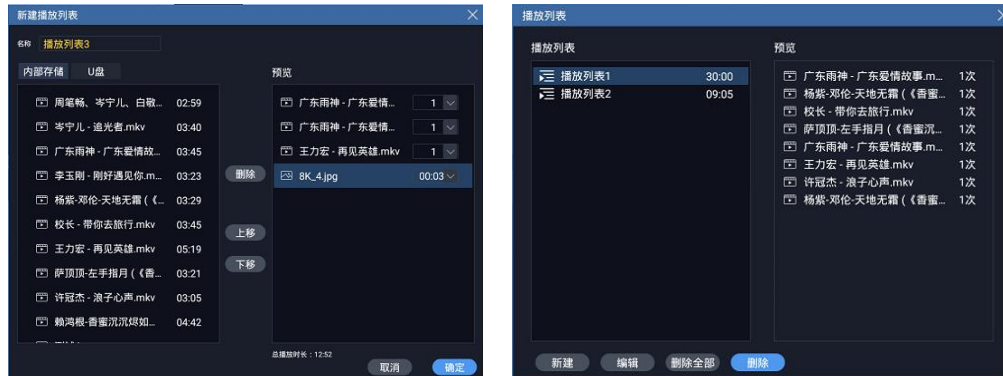 新建播放列表
名称 播放列表3
内部存储 U盘
周笔畅、岑宁儿、白敬... 02:59
岑宁儿 - 追光者.mkv 03:40
广东雨神 - 广东爱情故... 03:45
李玉刚 - 刚好遇见你.m... 03:23
杨紫-邓伦-天地无霜 (《... 03:29
校长 - 带你去旅行.mkv 03:45
王力宏 - 再见英雄.mkv 05:19
萨顶顶-左手指月 (《香... 03:21
许冠杰 - 浪子心声.mkv 03:05
赖鸿根-香蜜沉沉烬如... 04:42
删除
上移
下移
预览
广东雨神 - 广东爱情... 1
广东雨神 - 广东爱情... 1
王力宏 - 再见英雄.mkv 1
8K_4.jpg 00:03
总播放时长：12:52
取消 确定
播放列表
播放列表
播放列表1 30:00
播放列表2 09:05
预览
广东雨神 - 广东爱情故事.m... 1次
杨紫-邓伦-天地无霜 (《香蜜... 1次
校长 - 带你去旅行.mkv 1次
萨顶顶-左手指月 (《香蜜沉... 1次
广东雨神 - 广东爱情故事.m... 1次
王力宏 - 再见英雄.mkv 1次
许冠杰 - 浪子心声.mkv 1次
杨紫-邓伦-天地无霜 (《香蜜... 1次
新建 编辑 删除全部 删除